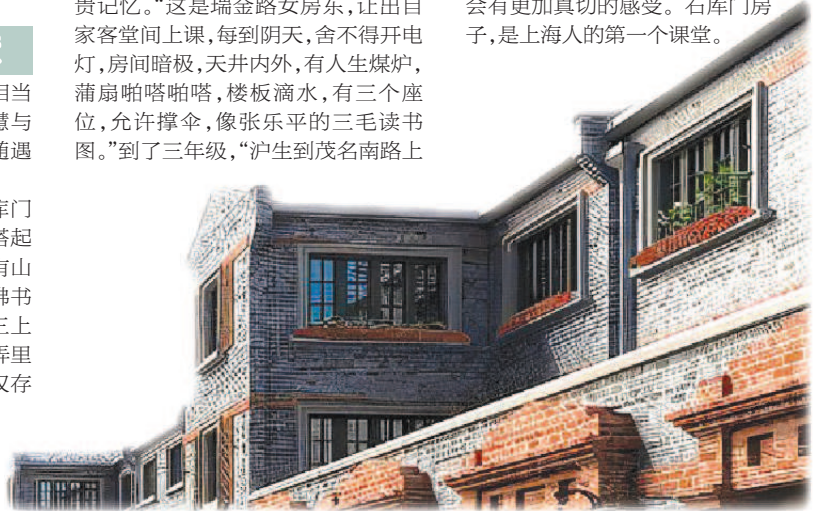 相当
慧与
随遇
库门
搭起
有山
佛书
三上
弄里
仅存
贵记忆。“这是瑞金路女房东,让出自
家客堂间上课,每到阴天,舍不得开电
灯,房间暗极,天井内外,有人生煤炉,
蒲扇啪嗒啪嗒,楼板滴水,有三个座
位,允许撑伞,像张乐平的三毛读书
图。”到了三年级,“沪生到茂名南路上
会有更加真切的感受。石库门房
子,是上海人的第一个课堂。